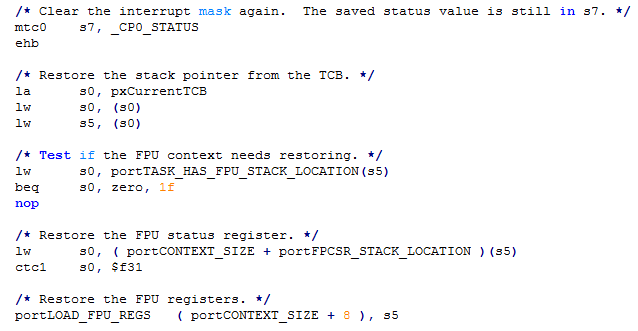 /* Clear the interrupt mask again.  The saved status value is still in s7. */
mtc0    s7, _CP0_STATUS
ehb
/* Restore the stack pointer from the TCB. */
la      s0, pxCurrentTCB
lw      s0, (s0)
lw      s5, (s0)
/* Test if the FPU context needs restoring. */
lw      s0, portTASK_HAS_FPU_STACK_LOCATION(s5)
beq     s0, zero, 1f
nop
/* Restore the FPU status register. */
lw      s0, ( portCONTEXT_SIZE + portFPCSR_STACK_LOCATION )(s5)
ctc1    s0, $f31
/* Restore the FPU registers. */
portLOAD_FPU_REGS   ( portCONTEXT_SIZE + 8 ), s5